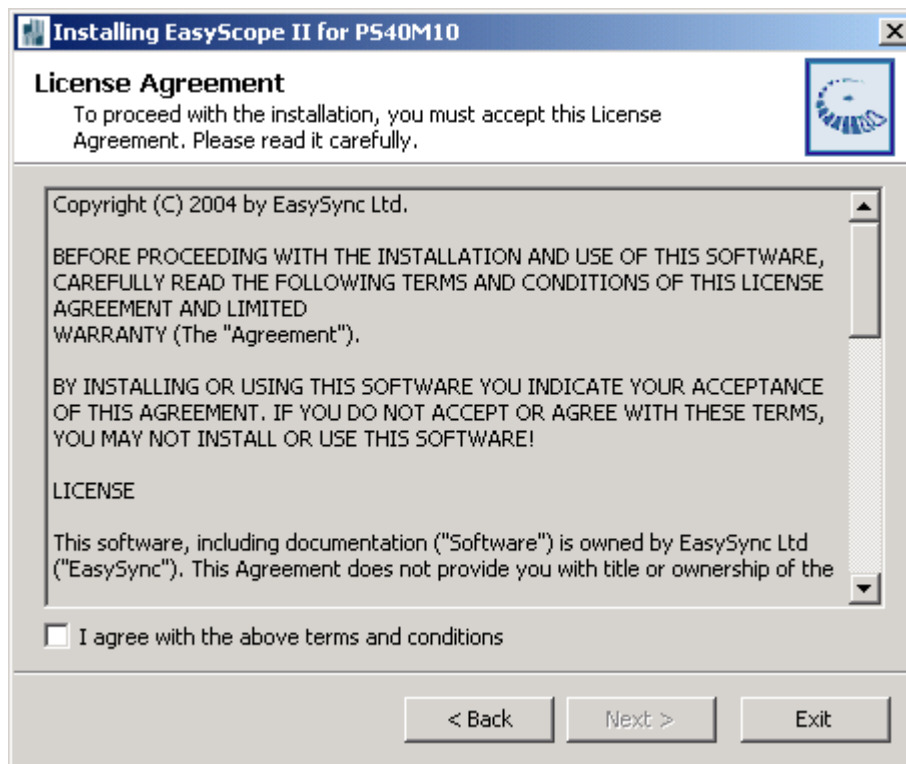 Installing EasyScope II for PS40M10
License Agreement
To proceed with the installation, you must accept this License
Agreement. Please read it carefully.
Copyright (C) 2004 by EasySync Ltd.
BEFORE PROCEEDING WITH THE INSTALLATION AND USE OF THIS SOFTWARE,
CAREFULLY READ THE FOLLOWING TERMS AND CONDITIONS OF THIS LICENSE
AGREEMENT AND LIMITED
WARRANTY (The "Agreement").
BY INSTALLING OR USING THIS SOFTWARE YOU INDICATE YOUR ACCEPTANCE
OF THIS AGREEMENT. IF YOU DO NOT ACCEPT OR AGREE WITH THESE TERMS,
YOU MAY NOT INSTALL OR USE THIS SOFTWARE!
LICENSE
This software, including documentation ("Software") is owned by EasySync Ltd
("EasySync"). This Agreement does not provide you with title or ownership of the
I agree with the above terms and conditions
< Back
Next >
Exit